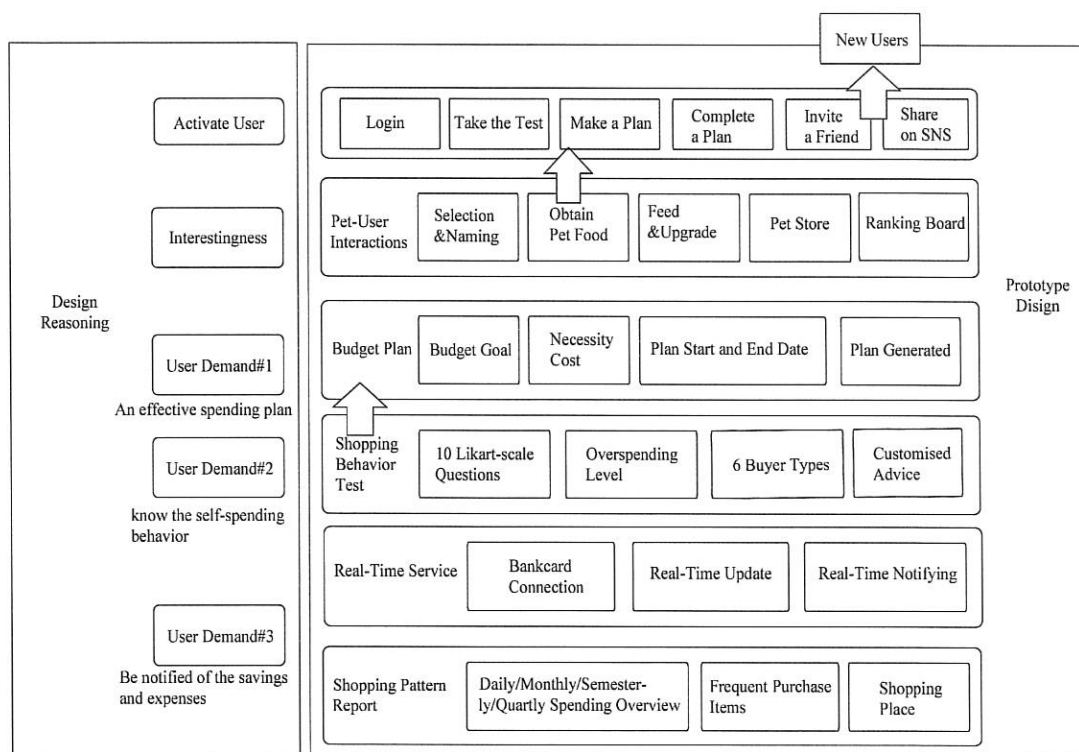 New Users
Activate User
Login
Take the Test
Make a Plan
Complete
a Plan
Invite
a Friend
Share
on SNS
Interestingness
Pet-User
Interactions
Selection
&Naming
Obtain
Pet Food
Feed
&Upgrade
Pet Store
Ranking Board
Design
Reasoning
Prototype
Disign
User Demand#1
An effective spending plan
Budget Plan
Budget Goal
Necessity
Cost
Plan Start and End Date
Plan Generated
User Demand#2
know the self-spending
behavior
Shopping
Behavior
Test
10 Likart-scale
Questions
Overspending
Level
6 Buyer Types
Customised
Advice
Real-Time Service
Bankcard
Connection
Real-Time Update
Real-Time Notifying
User Demand#3
Be notified of the savings
and expenses
Shopping Pattern
Report
Daily/Monthly/Semester-
ly/Quartly Spending Overview
Frequent Purchase
Items
Shopping
Place